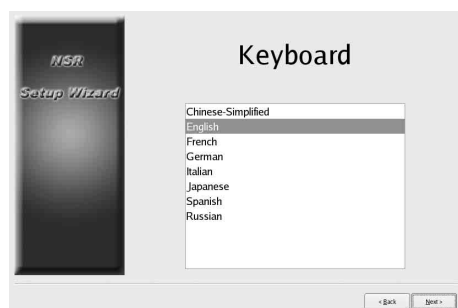 NSR
Setup Wizard
Keyboard
Chinese-Simplified
English
French
German
Italian
Japanese
Spanish
Russian
< Back
Next >